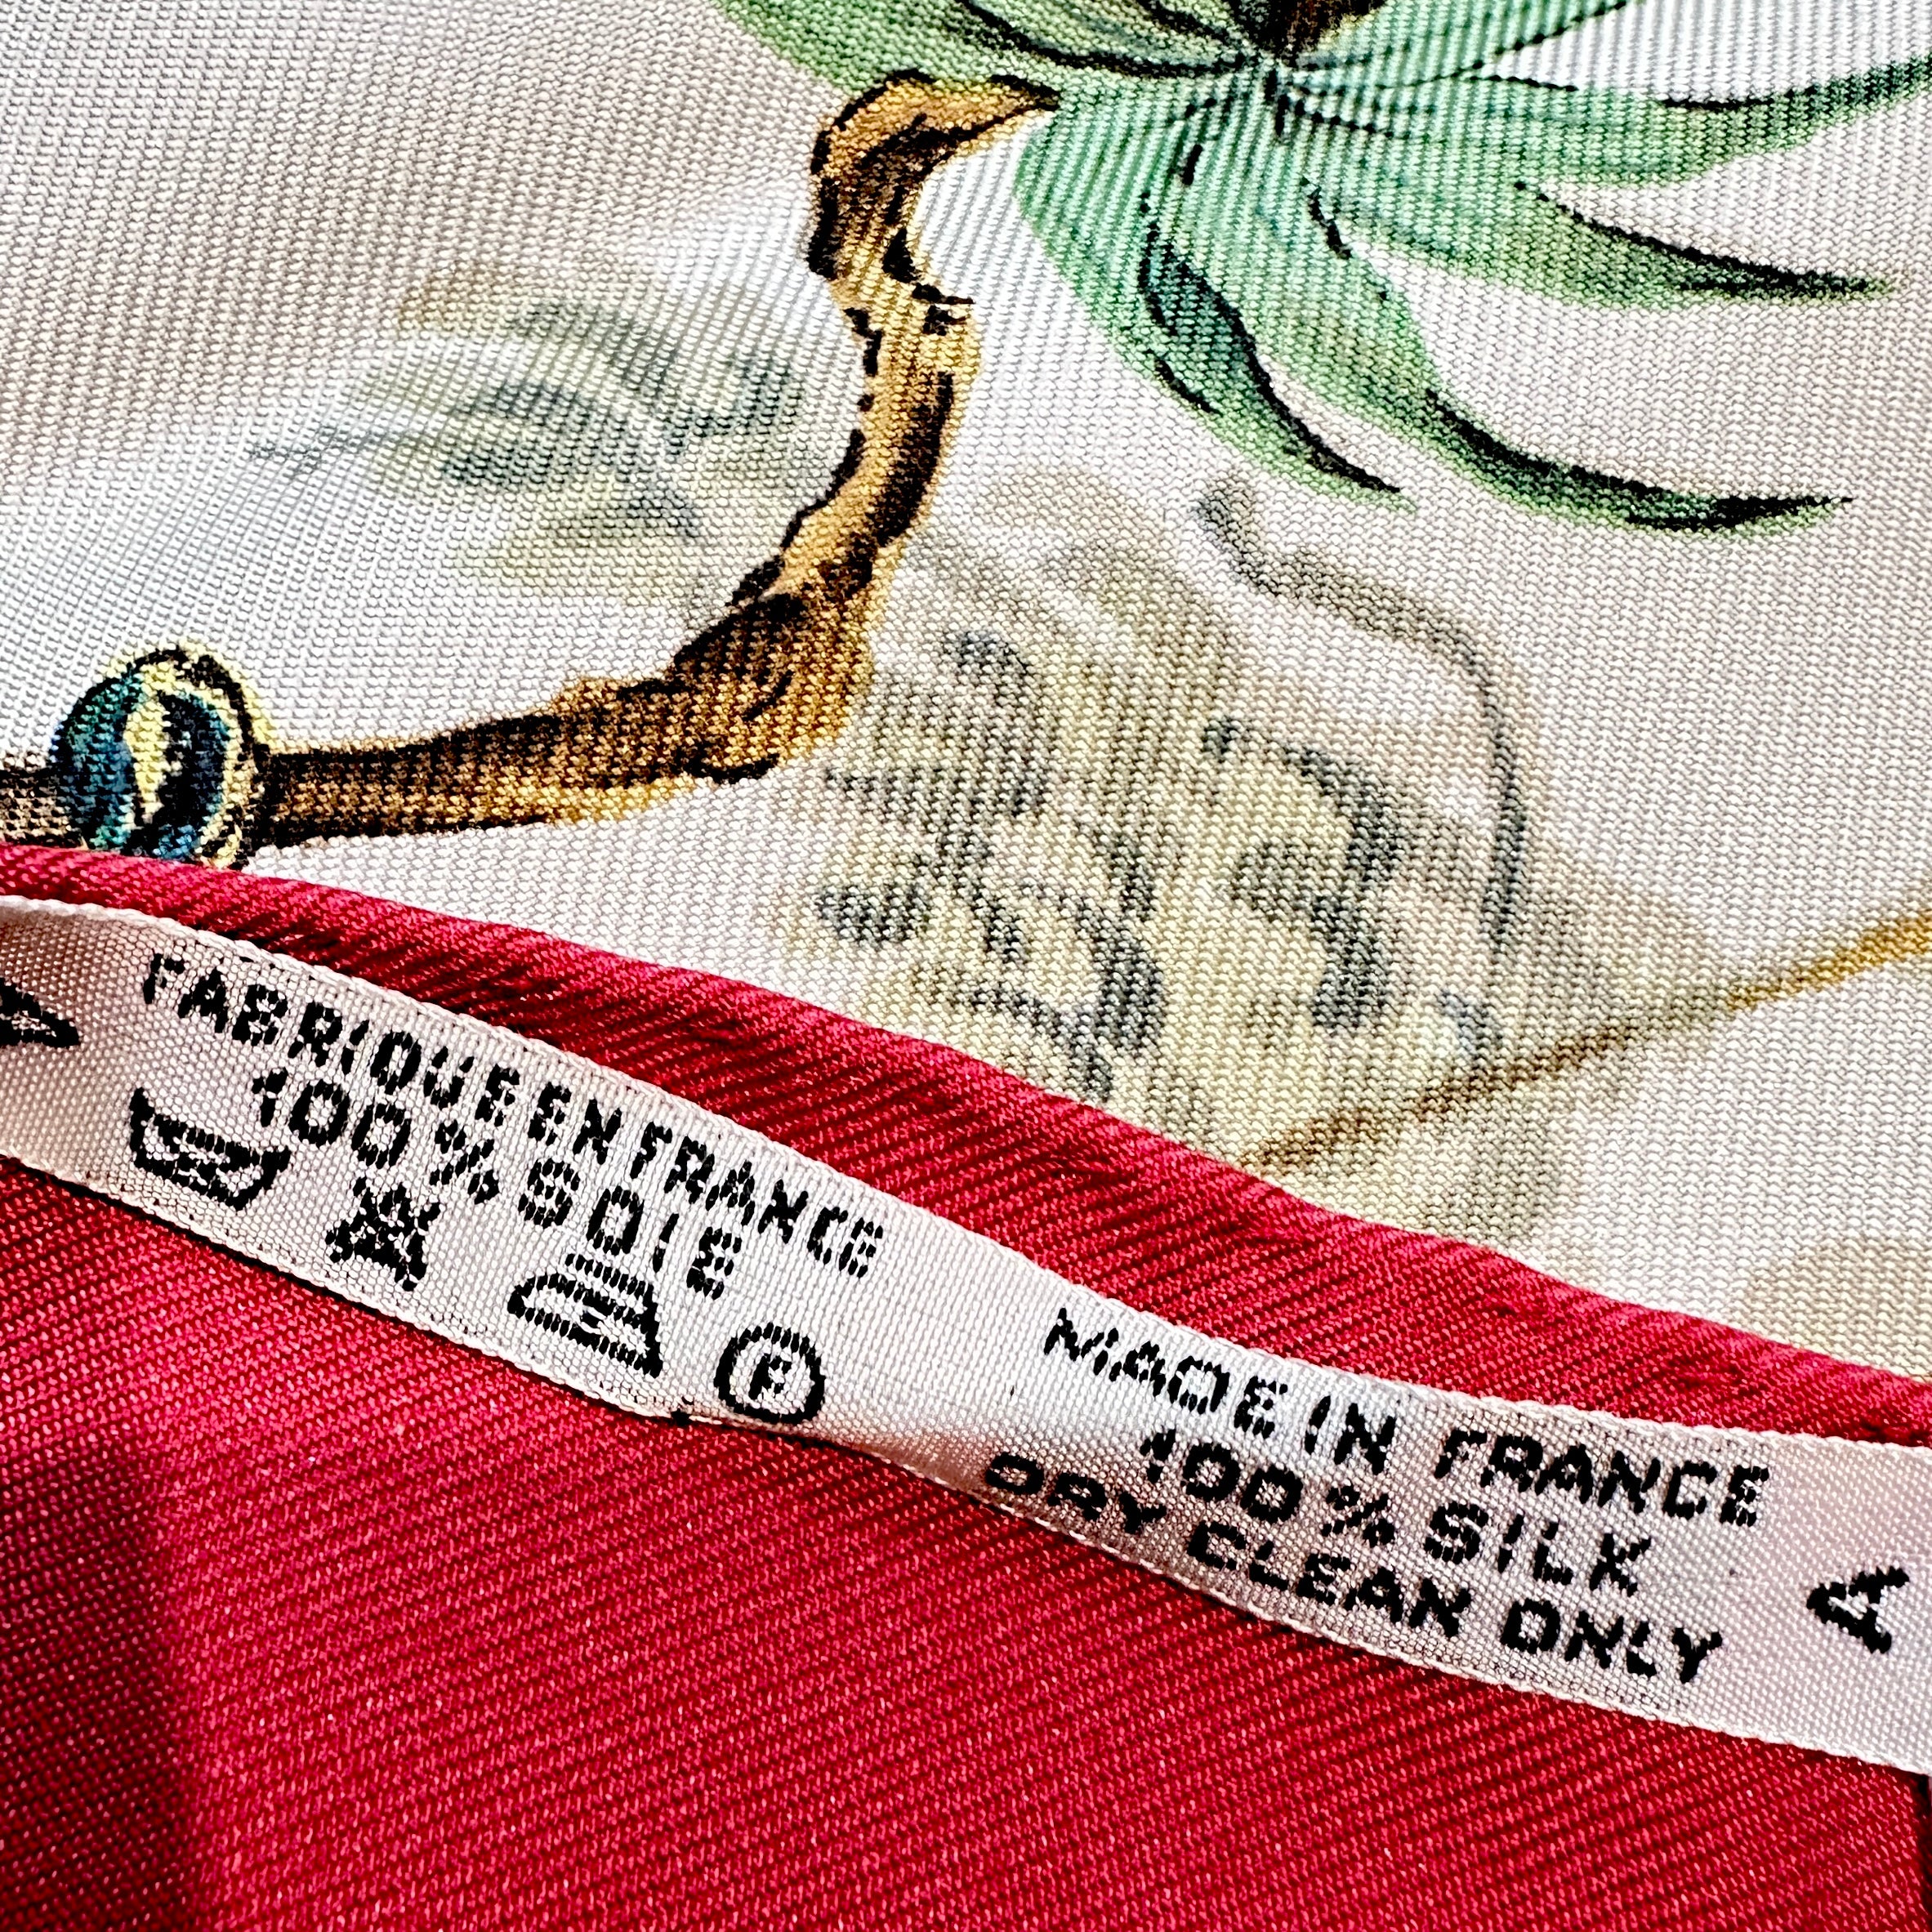 A
FABRIQUE EN FRANCE
100% SOIE
F
MADE IN FRANCE
100% SILK
DRY CLEAN ONLY
A